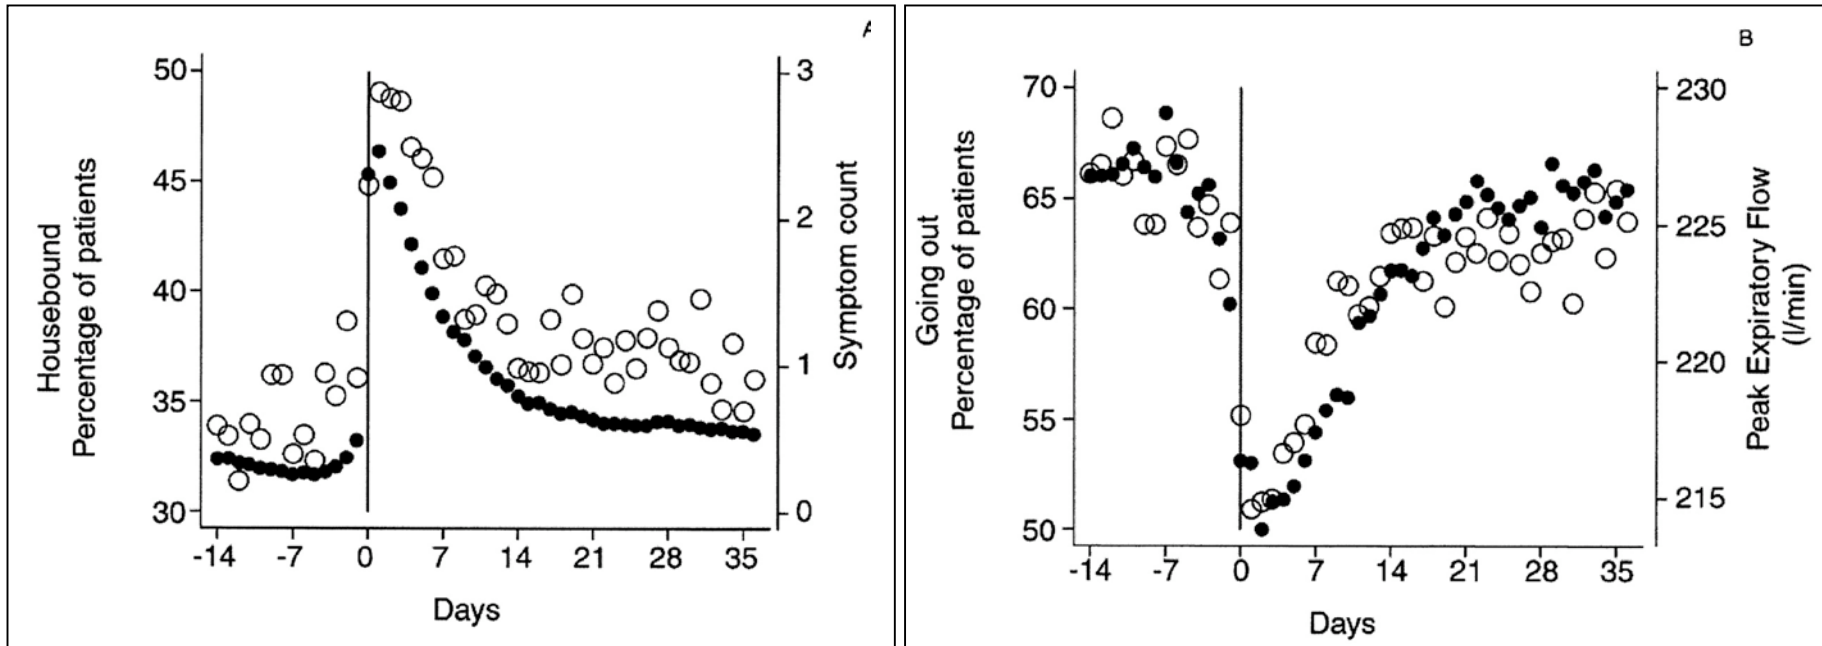 A
50
45
40
35
30
Housebound
Percentage of patients
3
2
1
0
Symptom count
-14 -7 0 7 14 21 28 35
Days
B
70
65
60
55
50
Going out
Percentage of patients
230
225
220
215
Peak Expiratory Flow
(l/min)
-14 -7 0 7 14 21 28 35
Days